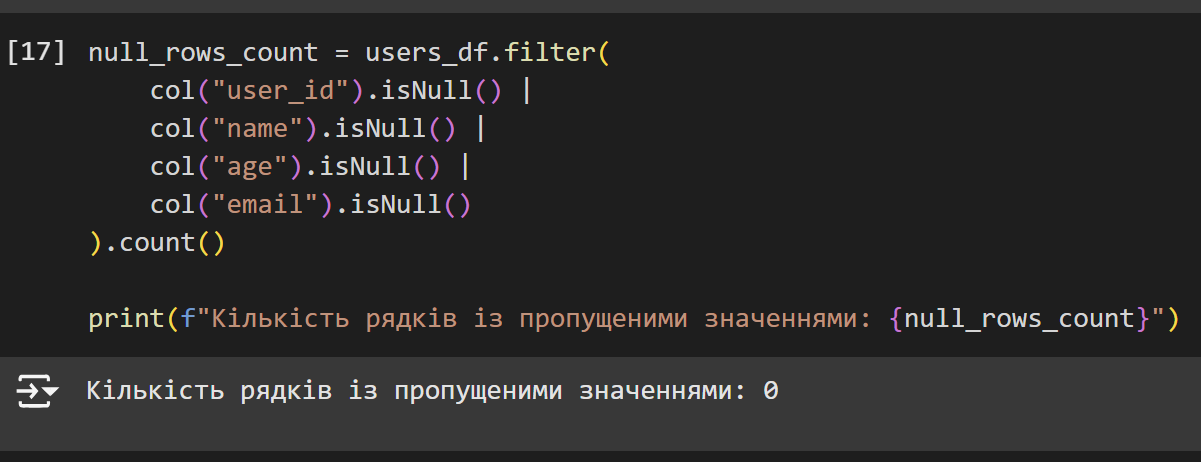 [17] null_rows_count = users_df.filter(
col("user_id").isNull() |
col("name").isNull() |
col("age").isNull() |
col("email").isNull()
).count()
print(f"Кількість рядків із пропущеними значеннями: {null_rows_count}")
Кількість рядків із пропущеними значеннями: 0